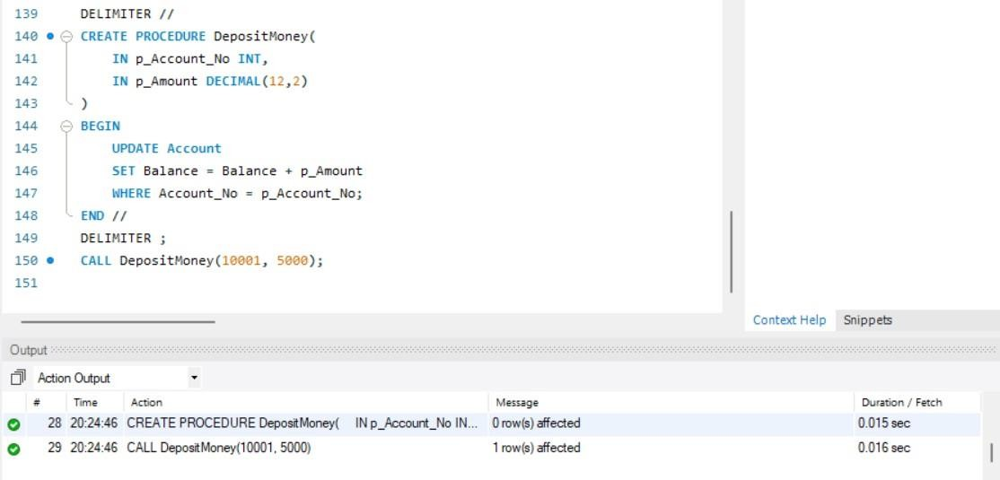 139 DELIMITER //
140 CREATE PROCEDURE DepositMoney(
141 IN p_Account_No INT,
142 IN p_Amount DECIMAL(12,2)
143 )
144 BEGIN
145 UPDATE Account
146 SET Balance = Balance + p_Amount
147 WHERE Account_No = p_Account_No;
148 END //
149 DELIMITER ;
150 CALL DepositMoney(10001, 5000);
151
Context Help Snippets
Output
Action Output
# Time Action Message Duration / Fetch
28 20:24:46 CREATE PROCEDURE DepositMoney( IN p_Account_No IN... 0 row(s) affected 0.015 sec
29 20:24:46 CALL DepositMoney(10001, 5000) 1 row(s) affected 0.016 sec